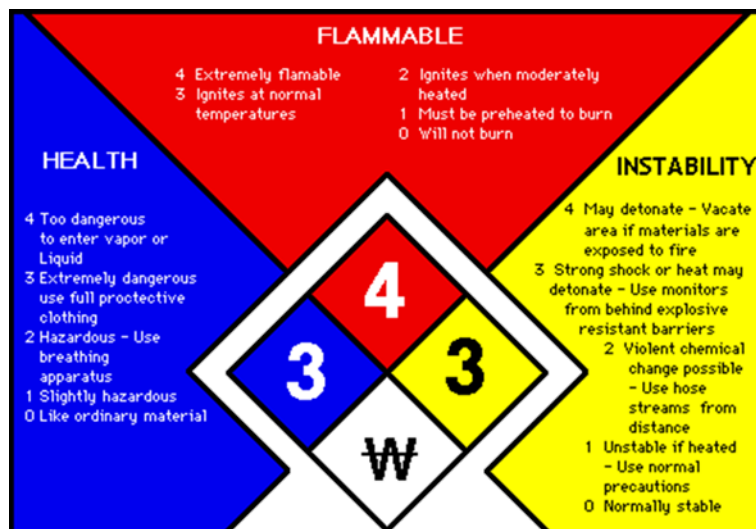 FLAMMABLE
4 Extremely flamable
3 Ignites at normal
temperatures
2 Ignites when moderately
heated
1 Must be preheated to burn
0 Will not burn
HEALTH
4 Too dangerous
to enter vapor or
Liquid
3 Extremely dangerous
use full proctective
clothing
2 Hazardous - Use
breathing
apparatus
1 Slightly hazardous
0 Like ordinary material
INSTABILITY
4 May detonate - Vacate
area if materials are
exposed to fire
3 Strong shock or heat may
detonate - Use monitors
from behind explosive
resistant barriers
2 Violent chemical
change possible
- Use hose
streams from
distance
1 Unstable if heated
- Use normal
precautions
0 Normally stable
4
3
3
W